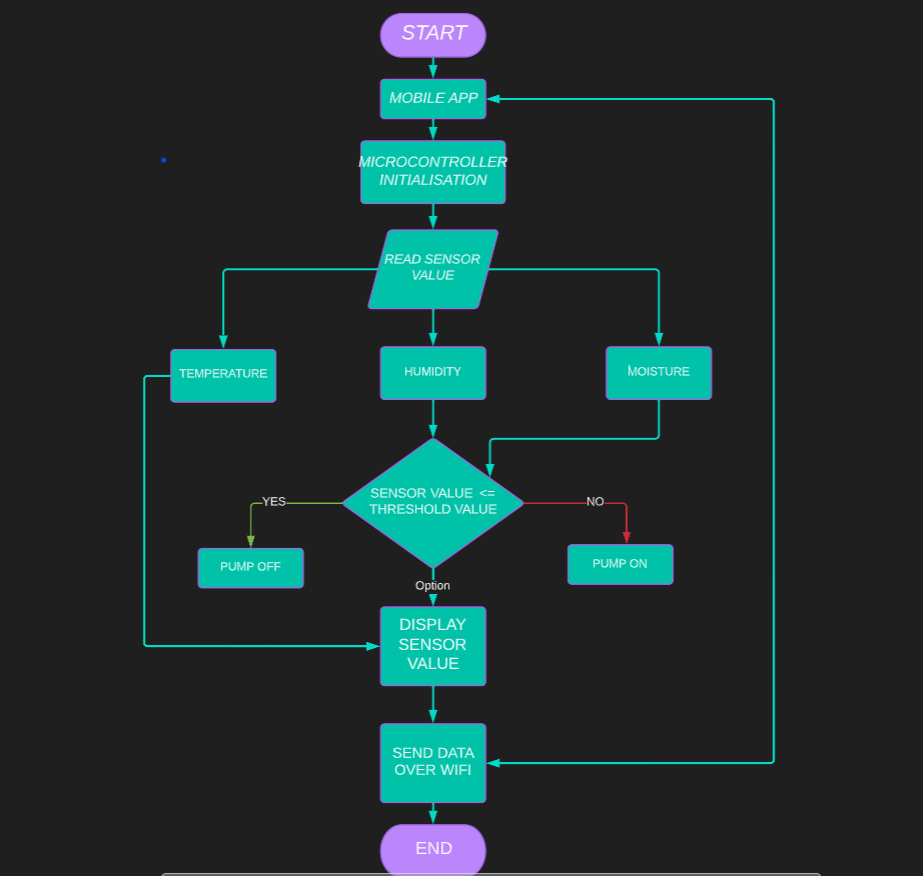 START
MOBILE APP
MICROCONTROLLER
INITIALISATION
READ SENSOR
VALUE
TEMPERATURE
HUMIDITY
MOISTURE
SENSOR VALUE <=
THRESHOLD VALUE
YES
NO
PUMP OFF
PUMP ON
Option
DISPLAY
SENSOR
VALUE
SEND DATA
OVER WIFI
END